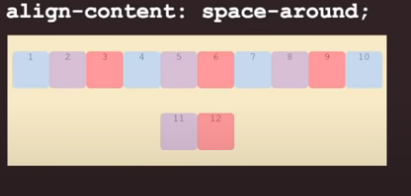 align-content: space-around;
1 2 3 4 5 6 7 8 9 10
11 12